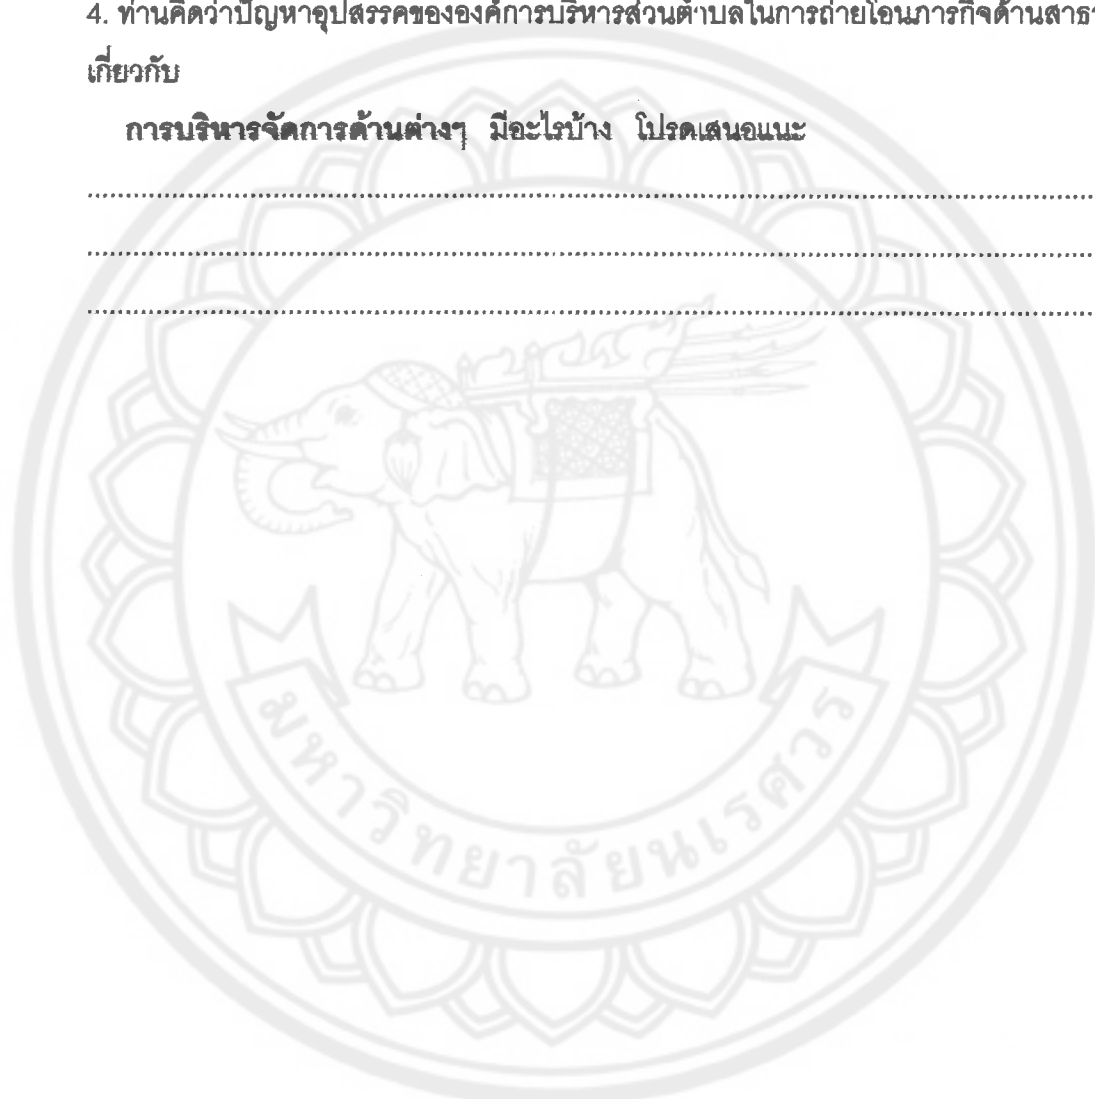 4. ท่านคิดว่าปัญหาอุปสรรคขององค์การบริหารส่วนตำบลในการถ่ายโอนภารกิจด้านสาธา
เกี่ยวกับ
การบริหารจัดการด้านต่างๆ มีอะไรบ้าง โปรดเสนอแนะ
มหาวิทยาลัยนเรศวร